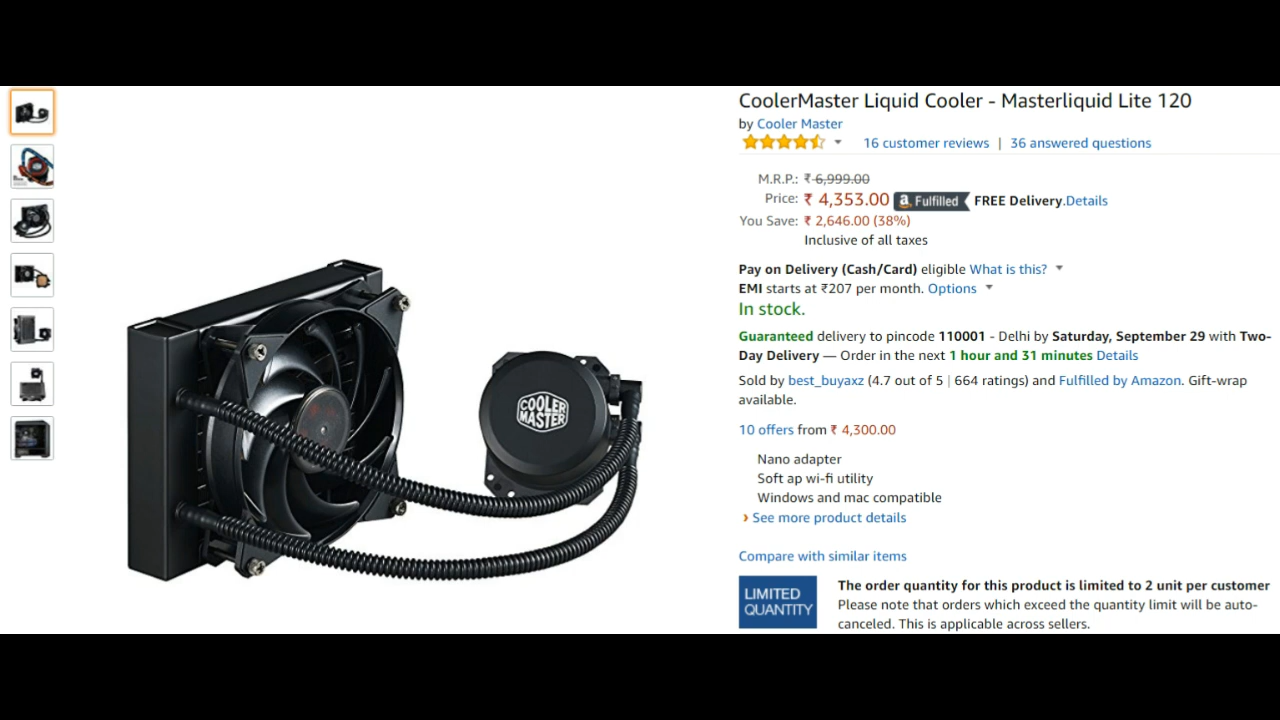 CoolerMaster Liquid Cooler - Masterliquid Lite 120
by Cooler Master
16 customer reviews | 36 answered questions
M.R.P.: ₹ 6,999.00
Price: ₹ 4,353.00 a Fulfilled FREE Delivery.Details
You Save: ₹ 2,646.00 (38%)
Inclusive of all taxes
Pay on Delivery (Cash/Card) eligible What is this?
EMI starts at ₹207 per month. Options
In stock.
Guaranteed delivery to pincode 110001 - Delhi by Saturday, September 29 with Two-
Day Delivery — Order in the next 1 hour and 31 minutes Details
Sold by best_buyaxz (4.7 out of 5 | 664 ratings) and Fulfilled by Amazon. Gift-wrap
available.
10 offers from ₹ 4,300.00
Nano adapter
Soft ap wi-fi utility
Windows and mac compatible
› See more product details
Compare with similar items
LIMITED
QUANTITY
The order quantity for this product is limited to 2 unit per customer
Please note that orders which exceed the quantity limit will be auto-
canceled. This is applicable across sellers.
COOLER
MASTER